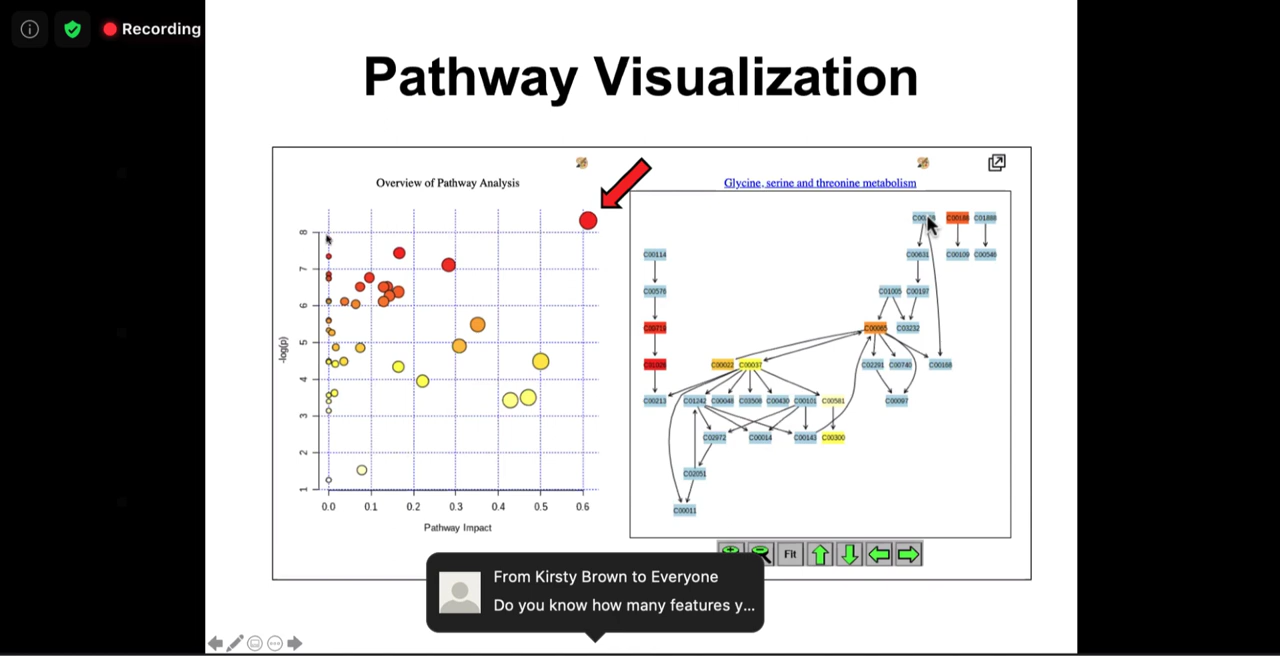 Recording
Pathway Visualization
Overview of Pathway Analysis
-log(p)
8
7
6
5
4
3
2
1
0.0 0.1 0.2 0.3 0.4 0.5 0.6
Pathway Impact
Glycine, serine and threonine metabolism
C00188 C01888
C00114 C00631 C00109 C00546
C00576 C01005 C00197
C00719 C00065 C03232
C00022 C00037 C00740 C00168
C00213 C01242 C00048 C03508 C00430 C00101 C00581 C00097
C02972 C00014 C00143 C00300
C02051
C00011
Fit
From Kirsty Brown to Everyone
Do you know how many features y...